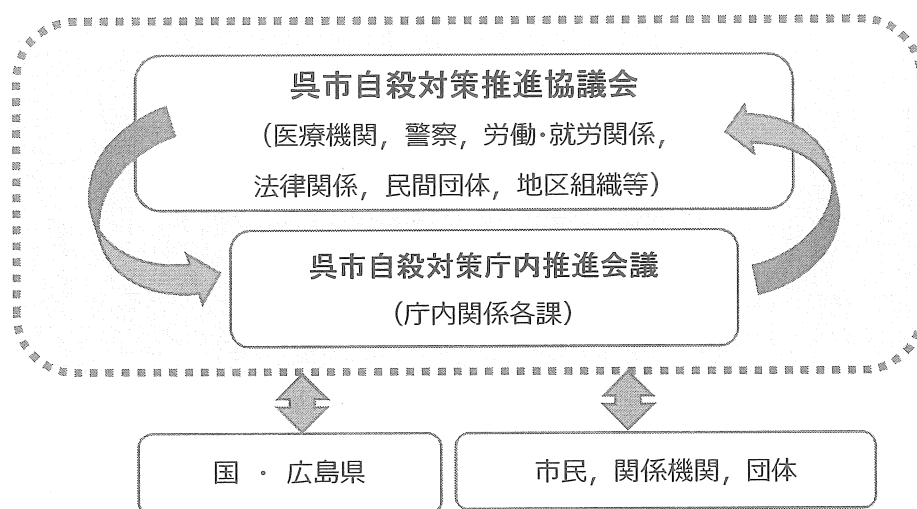 呉市自殺対策推進協議会
（医療機関，警察，労働･就労関係，
法律関係，民間団体，地区組織等）
呉市自殺対策庁内推進会議
（庁内関係各課）
国 ・ 広島県
市民，関係機関，団体